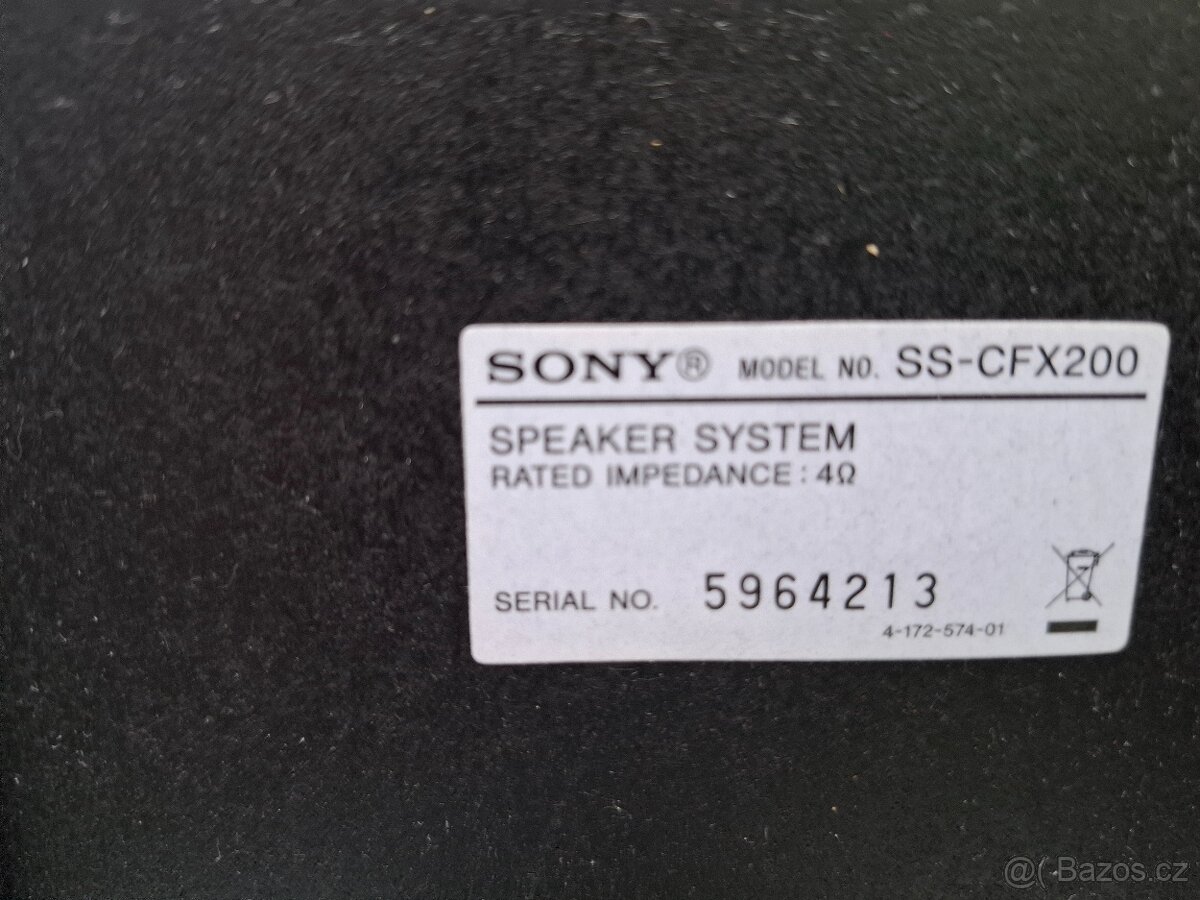 SONY® MODEL NO. SS-CFX200
SPEAKER SYSTEM
RATED IMPEDANCE : 4Ω
SERIAL NO. 5964213
4-172-574-01
@( Bazos.cz